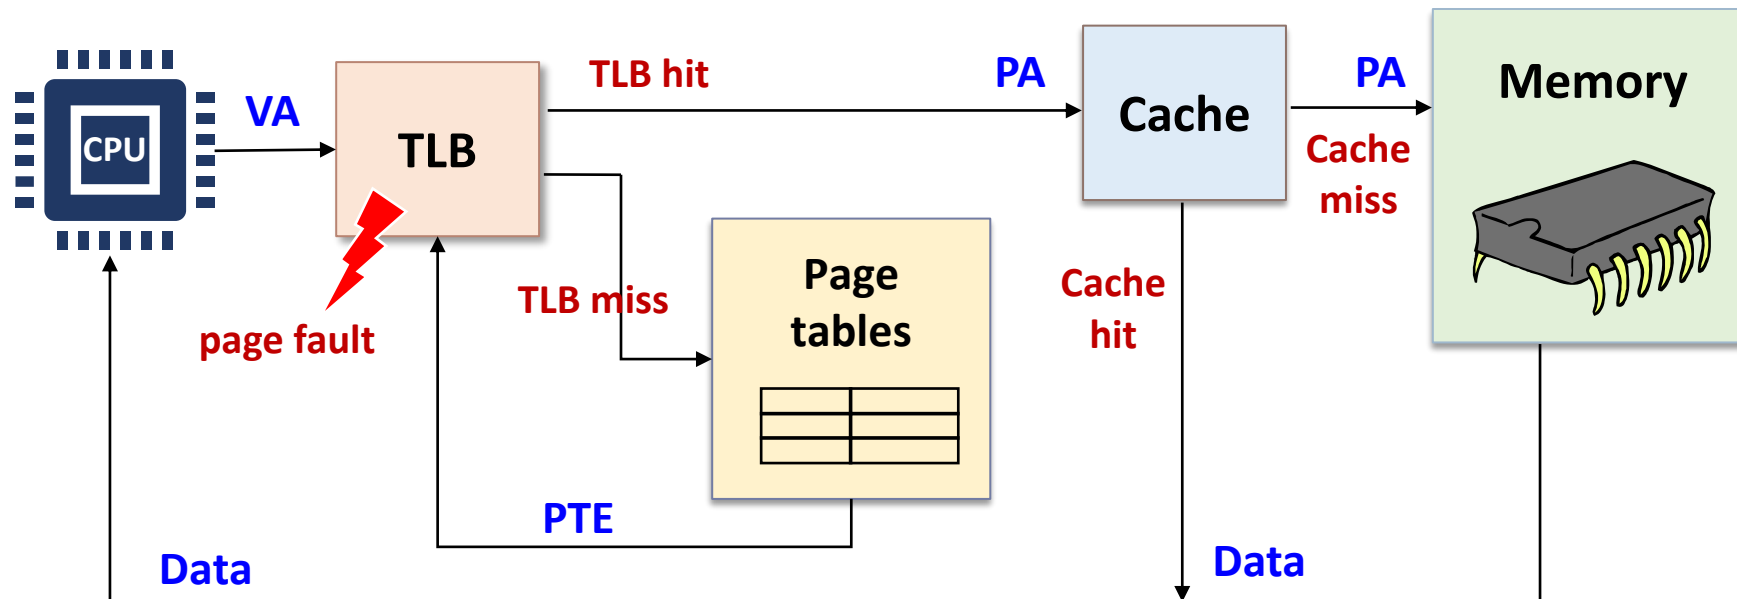 CPU
VA
TLB
TLB hit
PA
Cache
PA
Memory
Cache
miss
page fault
TLB miss
Page
tables
Cache
hit
PTE
Data
Data